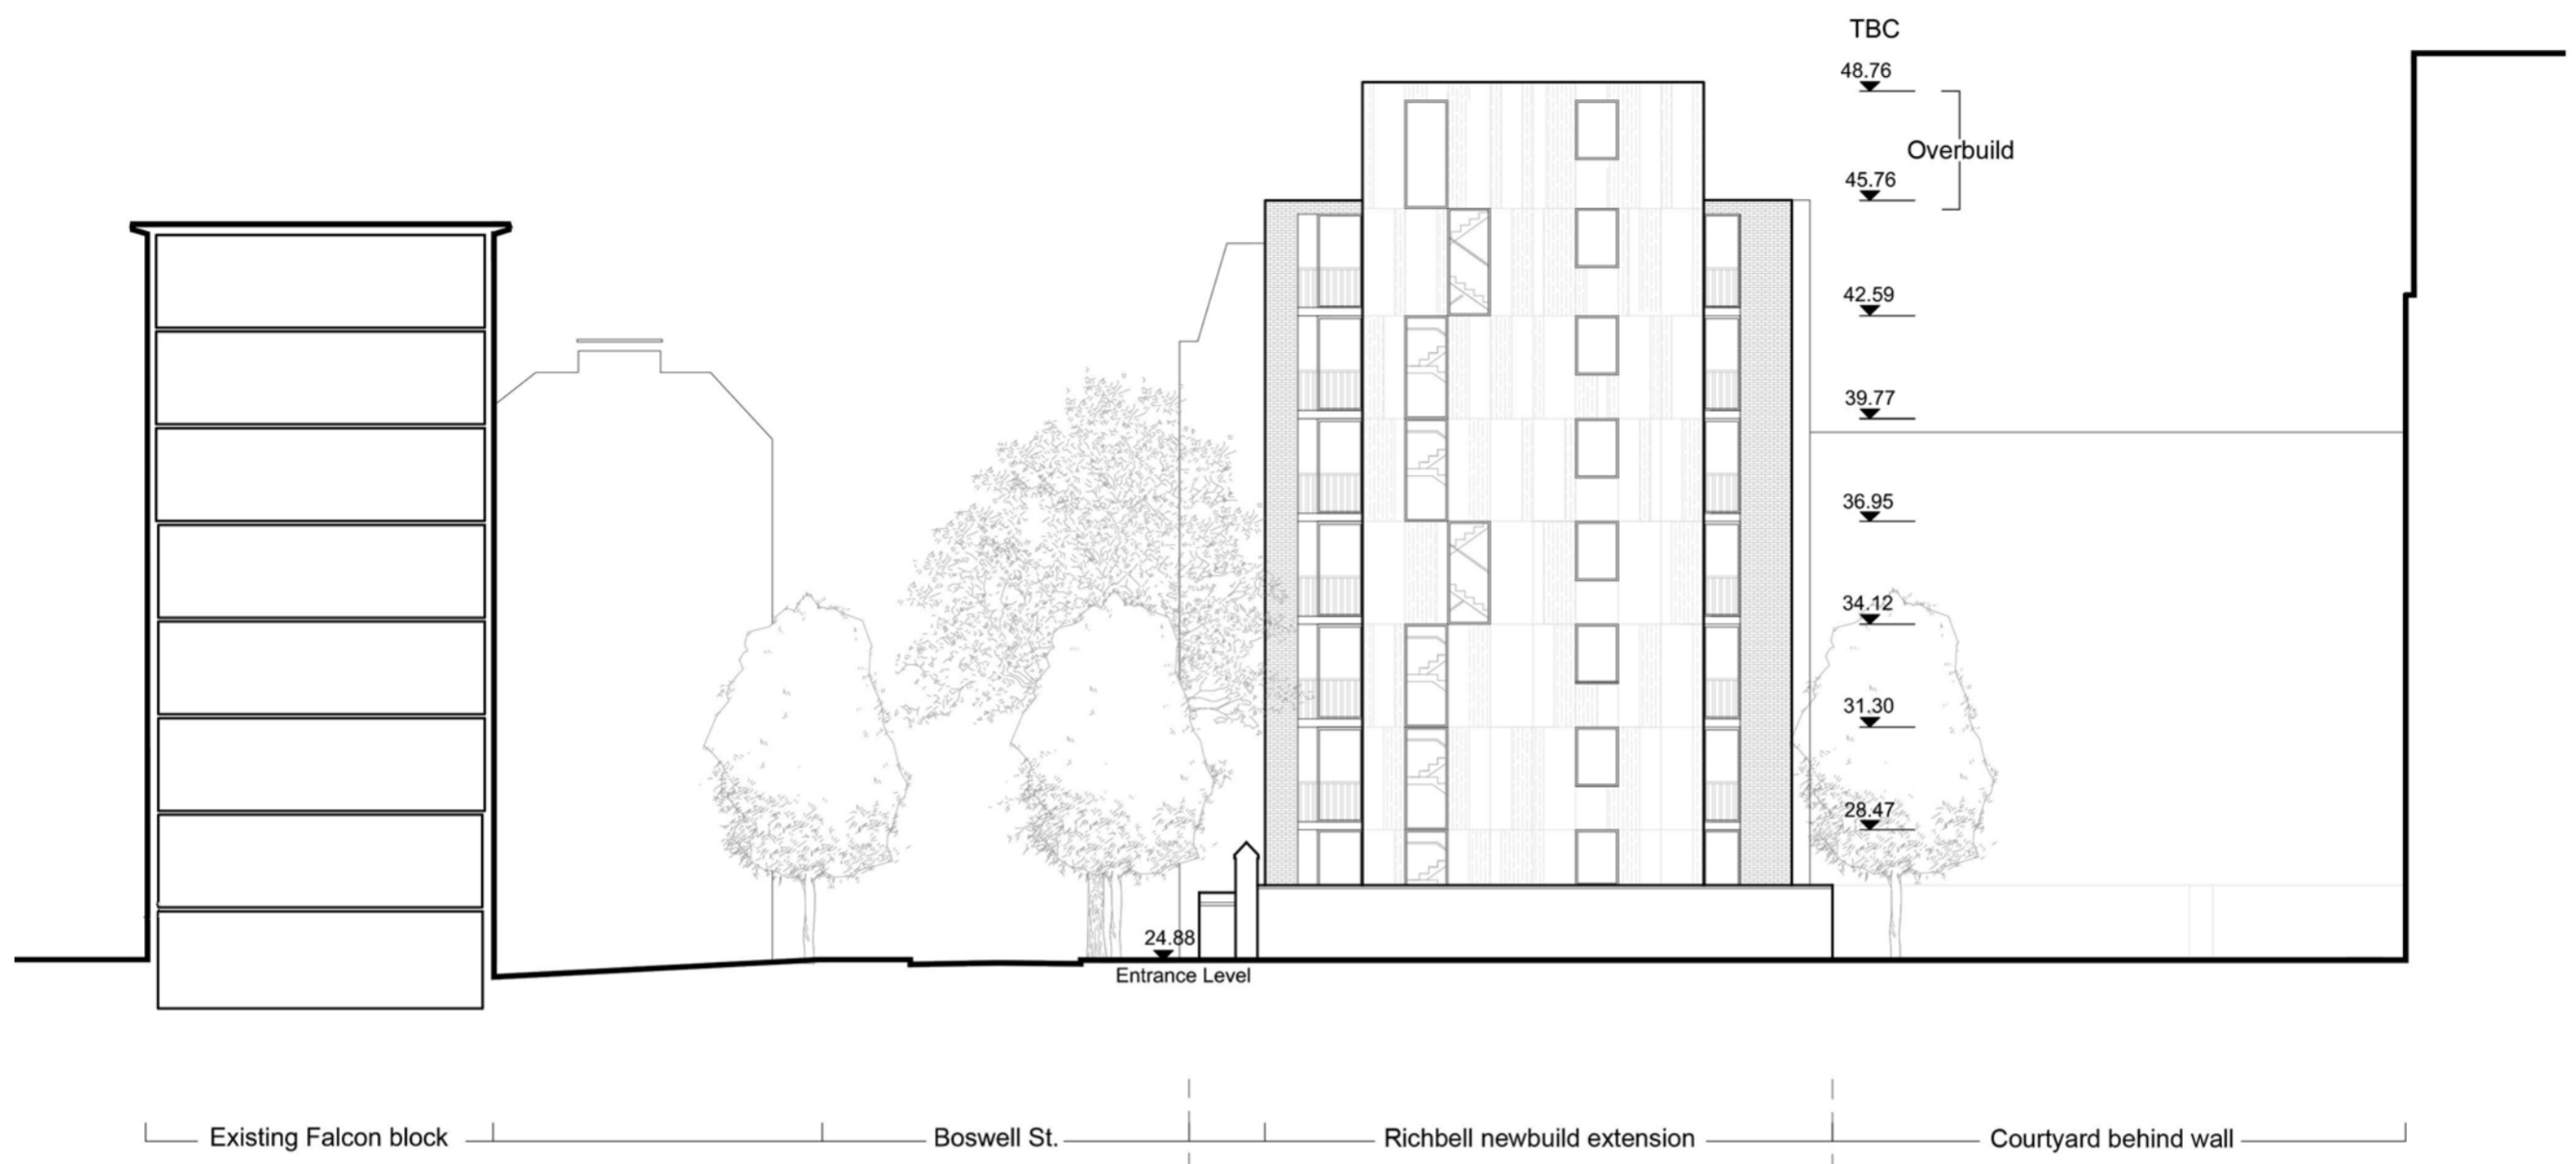 TBC
48.76
Overbuild
45.76
42.59
39.77
36.95
34.12
31.30
28.47
24.88
Entrance Level
Existing Falcon block
Boswell St.
Richbell newbuild extension
Courtyard behind wall